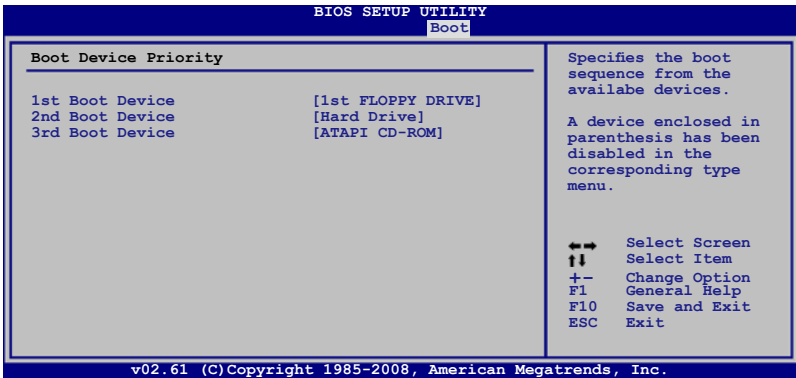 BIOS SETUP UTILITY
Boot
Boot Device Priority
1st Boot Device [1st FLOPPY DRIVE]
2nd Boot Device [Hard Drive]
3rd Boot Device [ATAPI CD-ROM]
Specifies the boot
sequence from the
availabe devices.
A device enclosed in
parenthesis has been
disabled in the
corresponding type
menu.
←→ Select Screen
↑↓ Select Item
+- Change Option
F1 General Help
F10 Save and Exit
ESC Exit
v02.61 (C)Copyright 1985-2008, American Megatrends, Inc.